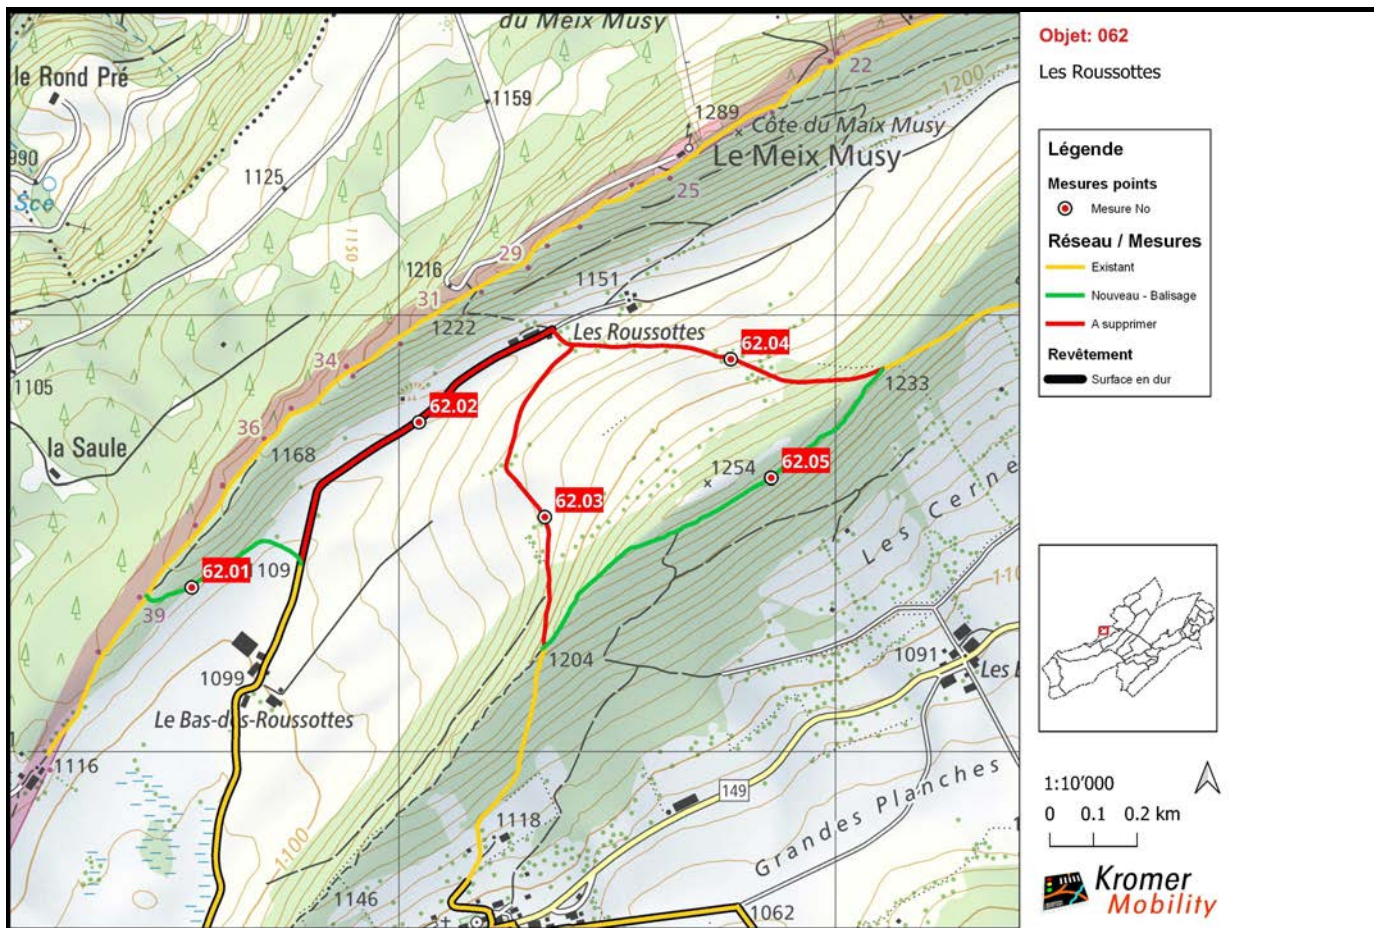 du Meix Musy
le Rond Pré
22
1200
1159
1289
Côte du Maix Musy
990
Le Meix Musy
1125
25
Sce
1150
29
1216
1151
31
1222
Les Roussottes
62.04
34
1105
1233
62.02
36
la Saule
1168
1254
62.05
62.03
Les Cerne
109
62.01
39
1204
1091
Les B
1099
Le Bas-des-Roussottes
1116
149
Grandes Planches
1100
1118
1146
1062
Objet: 062
Les Roussottes
Légende
Mesures points
Mesure No
Réseau / Mesures
Existant
Nouveau - Balisage
A supprimer
Revêtement
Surface en dur
1:10'000
0 0.1 0.2 km
Kromer
Mobility